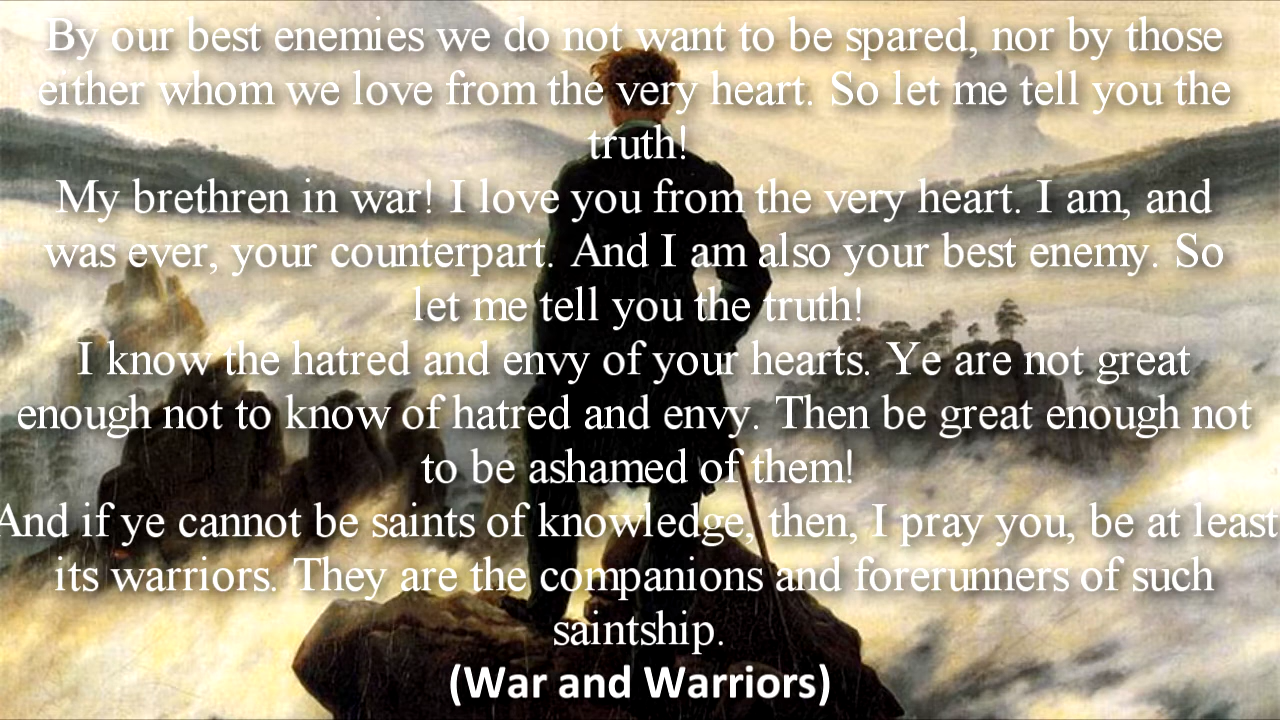 By our best enemies we do not want to be spared, nor by those
either whom we love from the very heart. So let me tell you the
truth!
My brethren in war! I love you from the very heart. I am, and
was ever, your counterpart. And I am also your best enemy. So
let me tell you the truth!
I know the hatred and envy of your hearts. Ye are not great
enough not to know of hatred and envy. Then be great enough not
to be ashamed of them!
And if ye cannot be saints of knowledge, then, I pray you, be at least
its warriors. They are the companions and forerunners of such
saintship.
(War and Warriors)